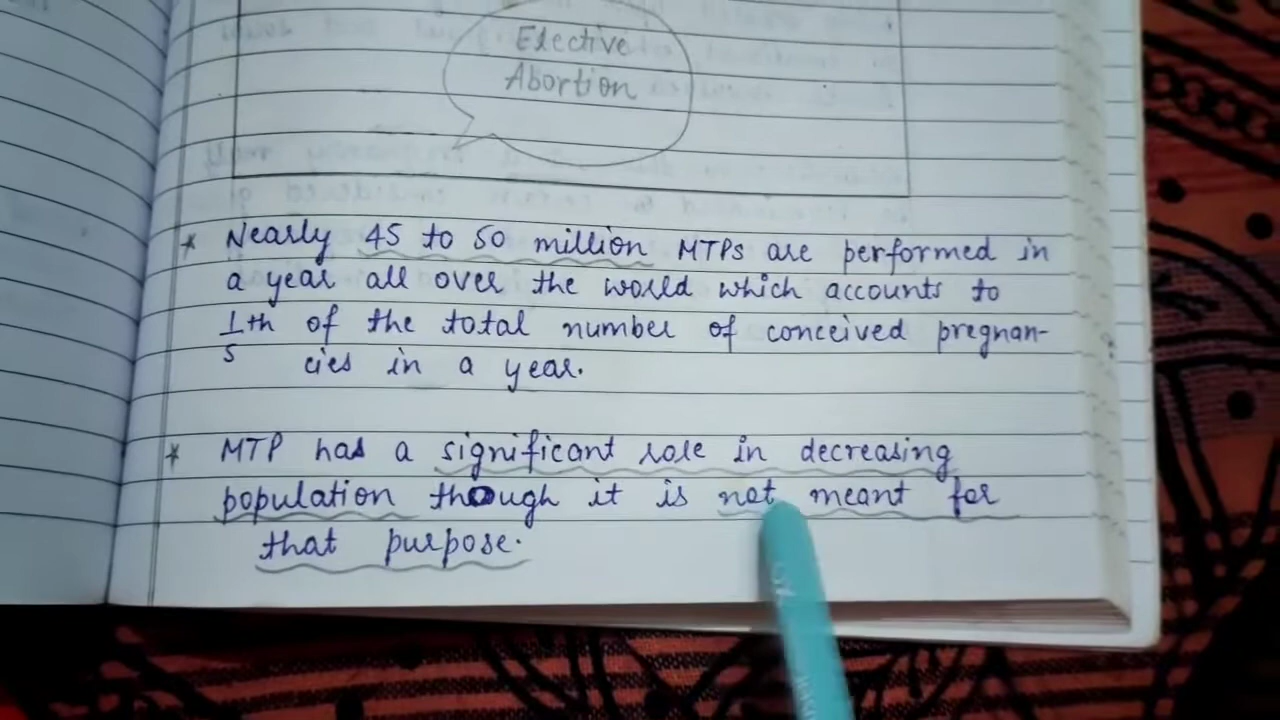 Elective
Abortion
* Nearly 45 to 50 million MTPs are performed in
a year all over the world which accounts to
1/5th of the total number of conceived pregnan-
cies in a year.
* MTP has a significant role in decreasing
population though it is not meant for
that purpose.